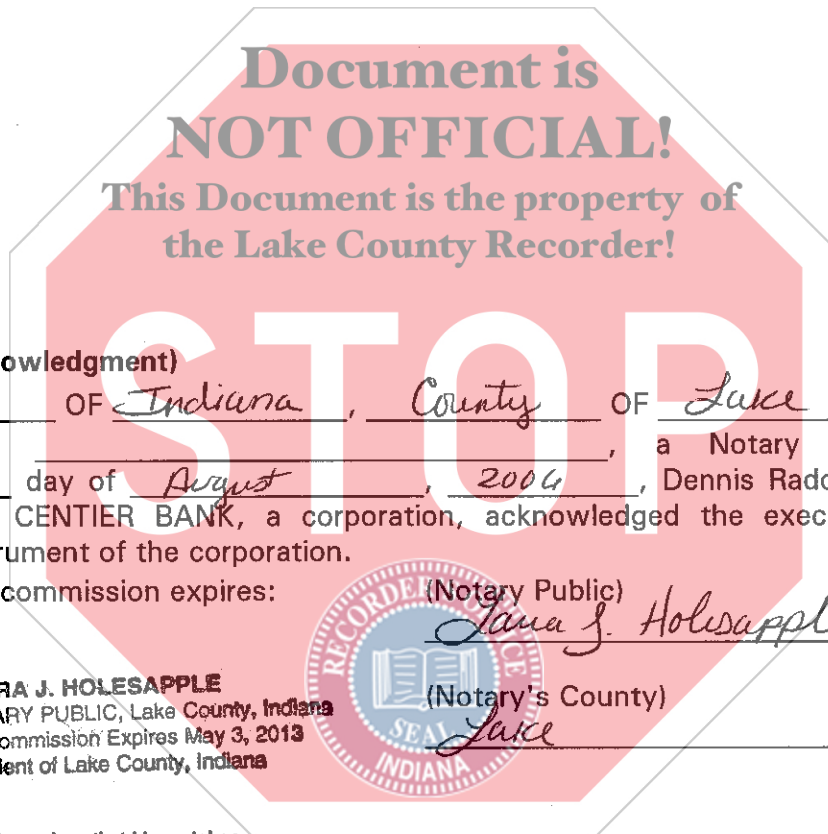 Document is
NOT OFFICIAL!
This Document is the property of
the Lake County Recorder!
STOP
owledgment)
OF Indiana, County OF Lake
, a Notary
day of August, 2006, Dennis Rado
CENTIER BANK, a corporation, acknowledged the exec
rument of the corporation.
commission expires: (Notary Public)
J. Holesappl
RA J. HOLESAPPLE
ARY PUBLIC, Lake County, Indiana
ommission Expires May 3, 2013
ent of Lake County, Indiana
(Notary's County)
Lake
RECORDER OFFICE
SEAL
INDIANA